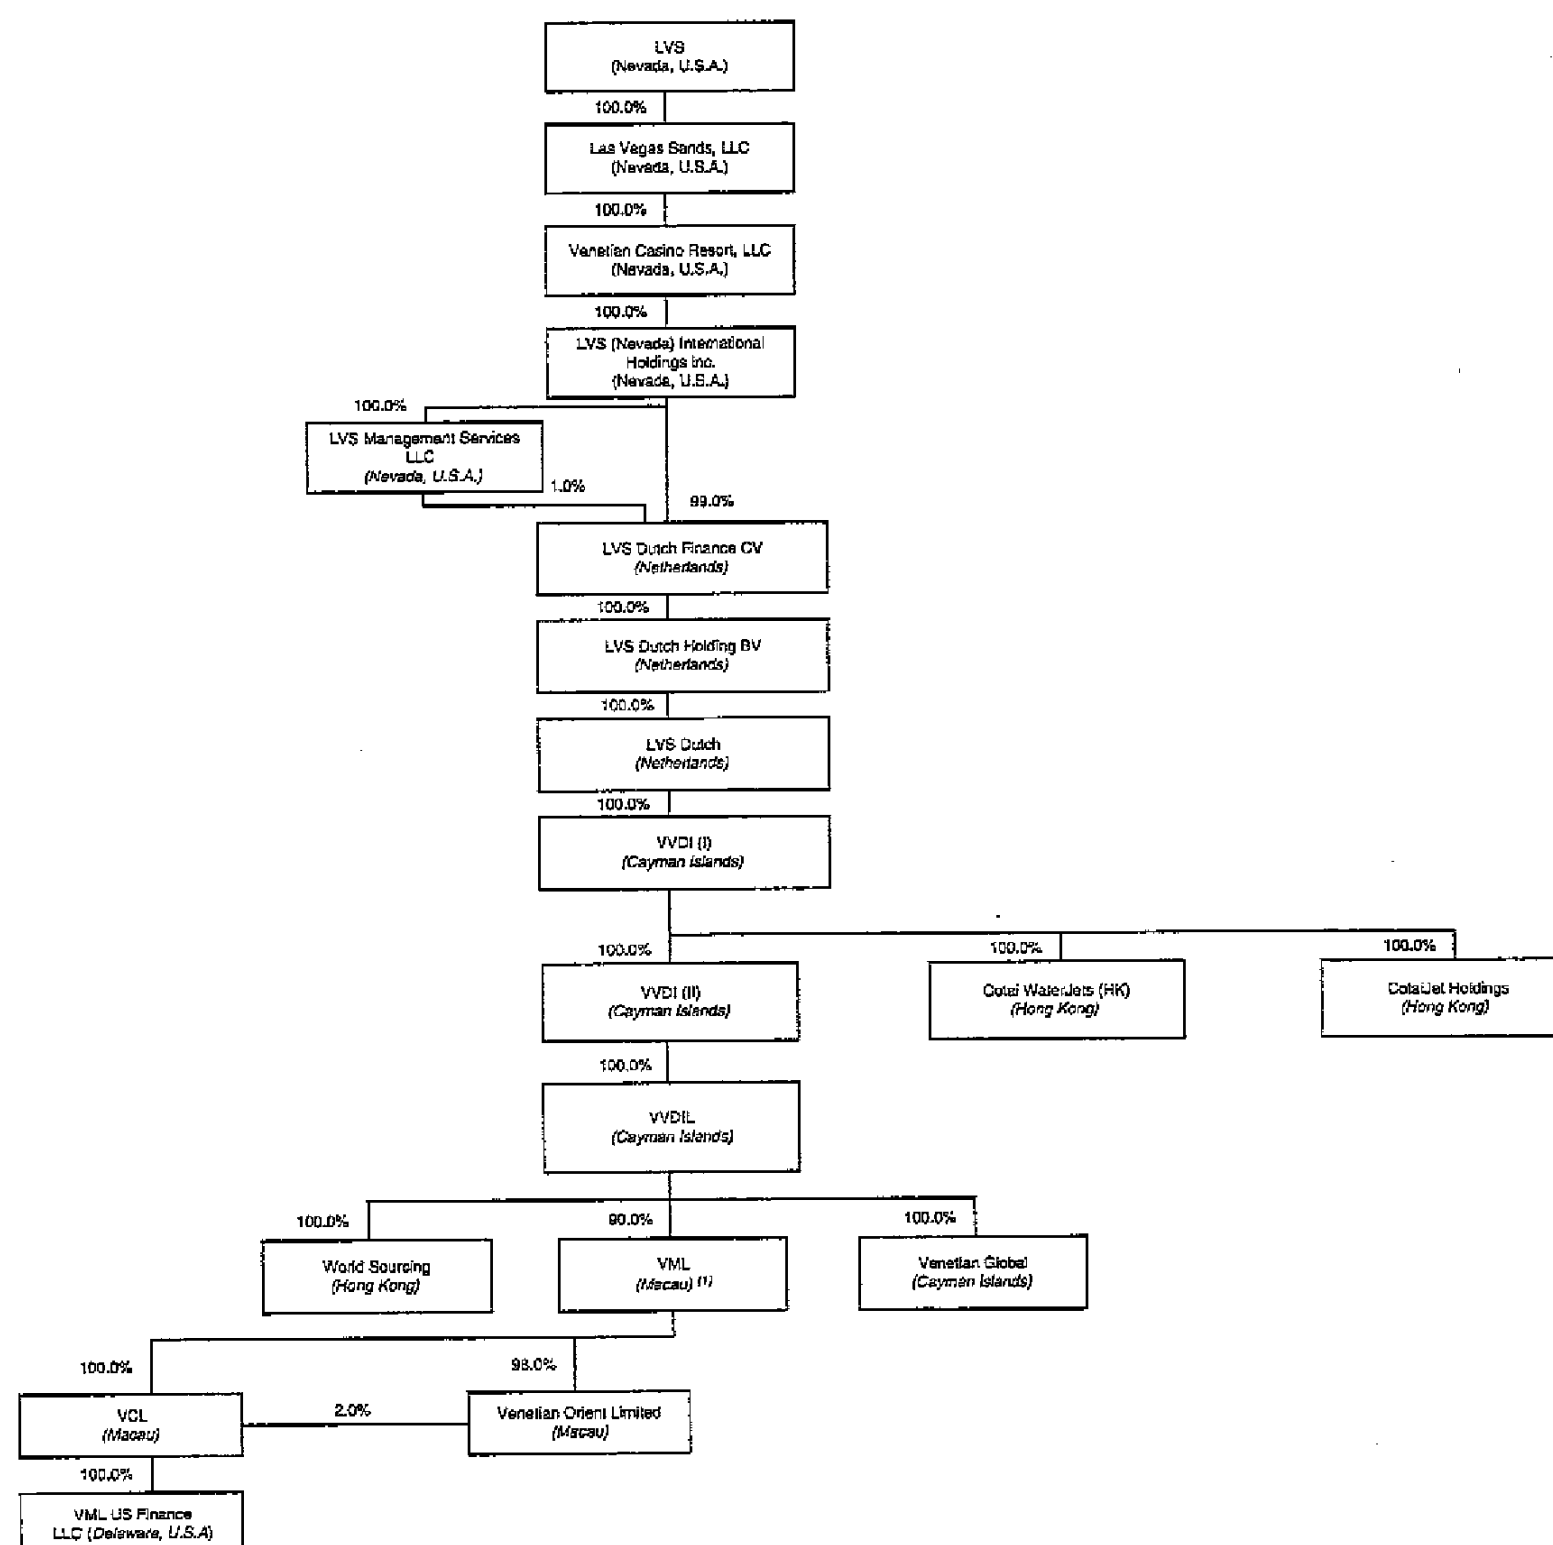 LVS
(Nevada, U.S.A.)
100.0%
Las Vegas Sands, LLC
(Nevada, U.S.A.)
100.0%
Venetian Casino Resort, LLC
(Nevada, U.S.A.)
100.0%
LVS (Nevada) International
Holdings Inc.
(Nevada, U.S.A.)
100.0%
LVS Management Services
LLC
(Nevada, U.S.A.)
1.0%
99.0%
LVS Dutch Finance CV
(Netherlands)
100.0%
LVS Dutch Holding BV
(Netherlands)
100.0%
LVS Dutch
(Netherlands)
100.0%
VVDI (I)
(Cayman Islands)
100.0%
100.0%
100.0%
VVDI (II)
(Cayman Islands)
Cotai WaterJets (HK)
(Hong Kong)
CotaiJet Holdings
(Hong Kong)
100.0%
VVDIL
(Cayman Islands)
100.0%
90.0%
100.0%
World Sourcing
(Hong Kong)
VML
(Macau) (1)
Venetian Global
(Cayman Islands)
100.0%
98.0%
VCL
(Macau)
2.0%
Venetian Orient Limited
(Macau)
100.0%
VML US Finance
LLC (Delaware, U.S.A)